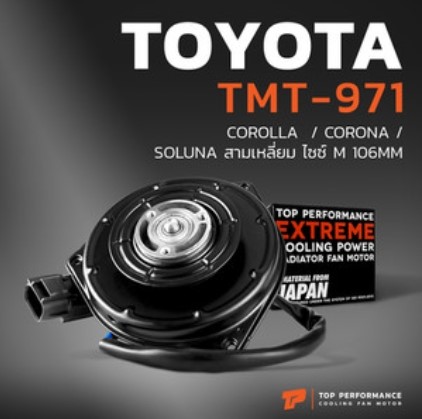 TOYOTA
TMT-971
COROLLA / CORONA /
SOLUNA สามเหลี่ยม ไซซ์ M 106MM
TOP PERFORMANCE
EXTREME
COOLING POWER
RADIATOR FAN MOTOR
MATERIAL FROM
JAPAN
TOP PERFORMANCE
COOLING FAN MOTOR